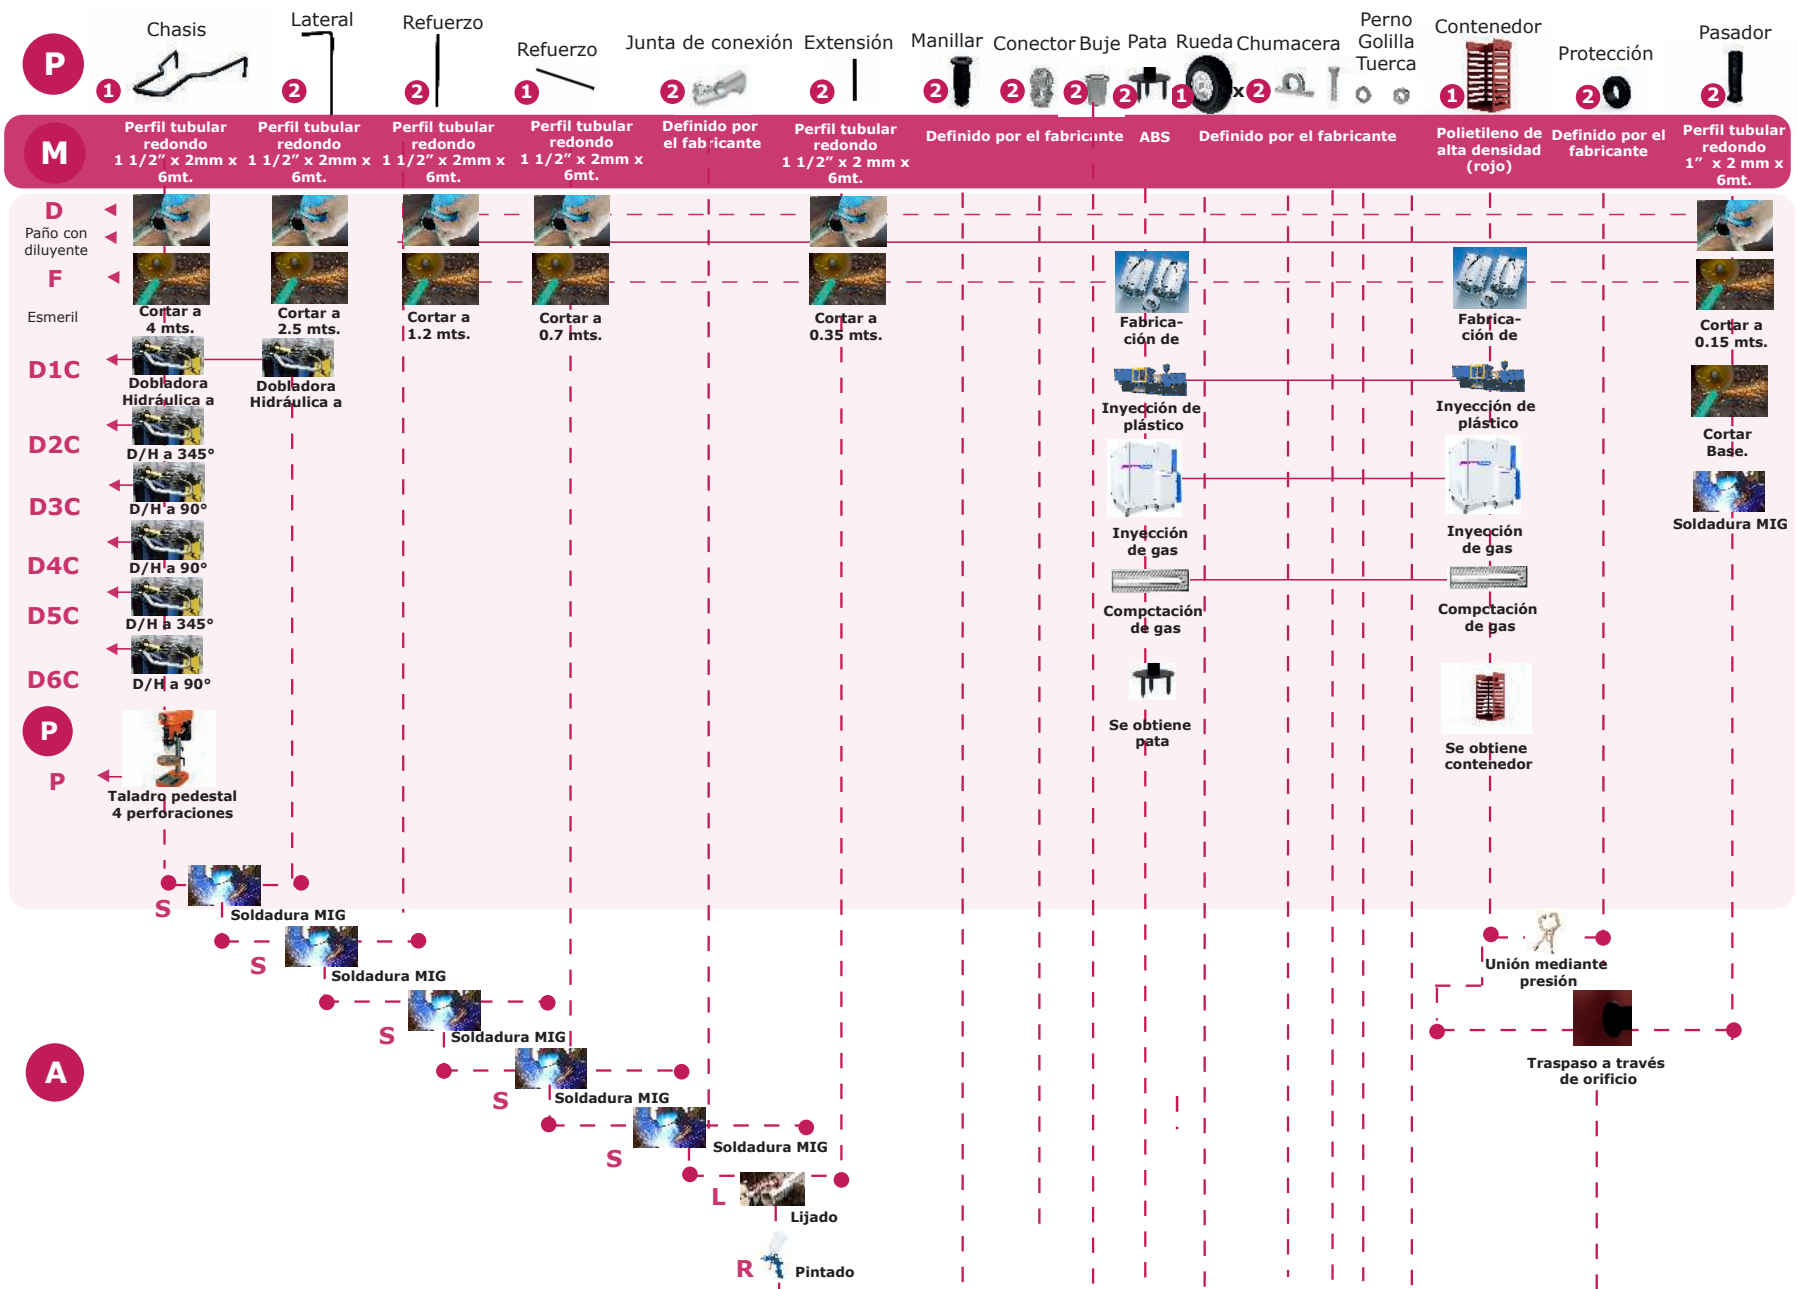 P
Chasis
Lateral
Refuerzo
Refuerzo
Junta de conexión
Extensión
Manillar
Conector
Buje
Pata
Rueda
Chumacera
Perno
Golilla
Tuerca
Contenedor
Protección
Pasador
1
2
2
1
2
2
2
2
2
2
1
x
2
1
2
2
M
Perfil tubular
redondo
1 1/2” x 2mm x
6mt.
Perfil tubular
redondo
1 1/2” x 2mm x
6mt.
Perfil tubular
redondo
1 1/2” x 2mm x
6mt.
Perfil tubular
redondo
1 1/2” x 2mm x
6mt.
Definido por
el fabricante
Perfil tubular
redondo
1 1/2” x 2 mm x
6mt.
Definido por el fabricante
ABS
Definido por el fabricante
Polietileno de
alta densidad
(rojo)
Definido por el
fabricante
Perfil tubular
redondo
1” x 2 mm x
6mt.
D
Paño con
diluyente
F
Esmeril
Cortar a
4 mts.
Cortar a
2.5 mts.
Cortar a
1.2 mts.
Cortar a
0.7 mts.
Cortar a
0.35 mts.
Fabrica-
ción de
Fabrica-
ción de
Cortar a
0.15 mts.
D1C
Dobladora
Hidráulica a
Dobladora
Hidráulica a
Inyección de
plástico
Inyección de
plástico
Cortar
Base.
D2C
D/H a 345°
D3C
D/H a 90°
Inyección
de gas
Inyección
de gas
Soldadura MIG
D4C
D/H a 90°
D5C
D/H a 345°
Compctación
de gas
Compctación
de gas
D6C
D/H a 90°
Se obtiene
pata
Se obtiene
contenedor
P
P
Taladro pedestal
4 perforaciones
S
Soldadura MIG
S
Soldadura MIG
Unión mediante
presión
S
Soldadura MIG
A
Traspaso a través
de orificio
S
Soldadura MIG
S
Soldadura MIG
L
Lijado
R
Pintado